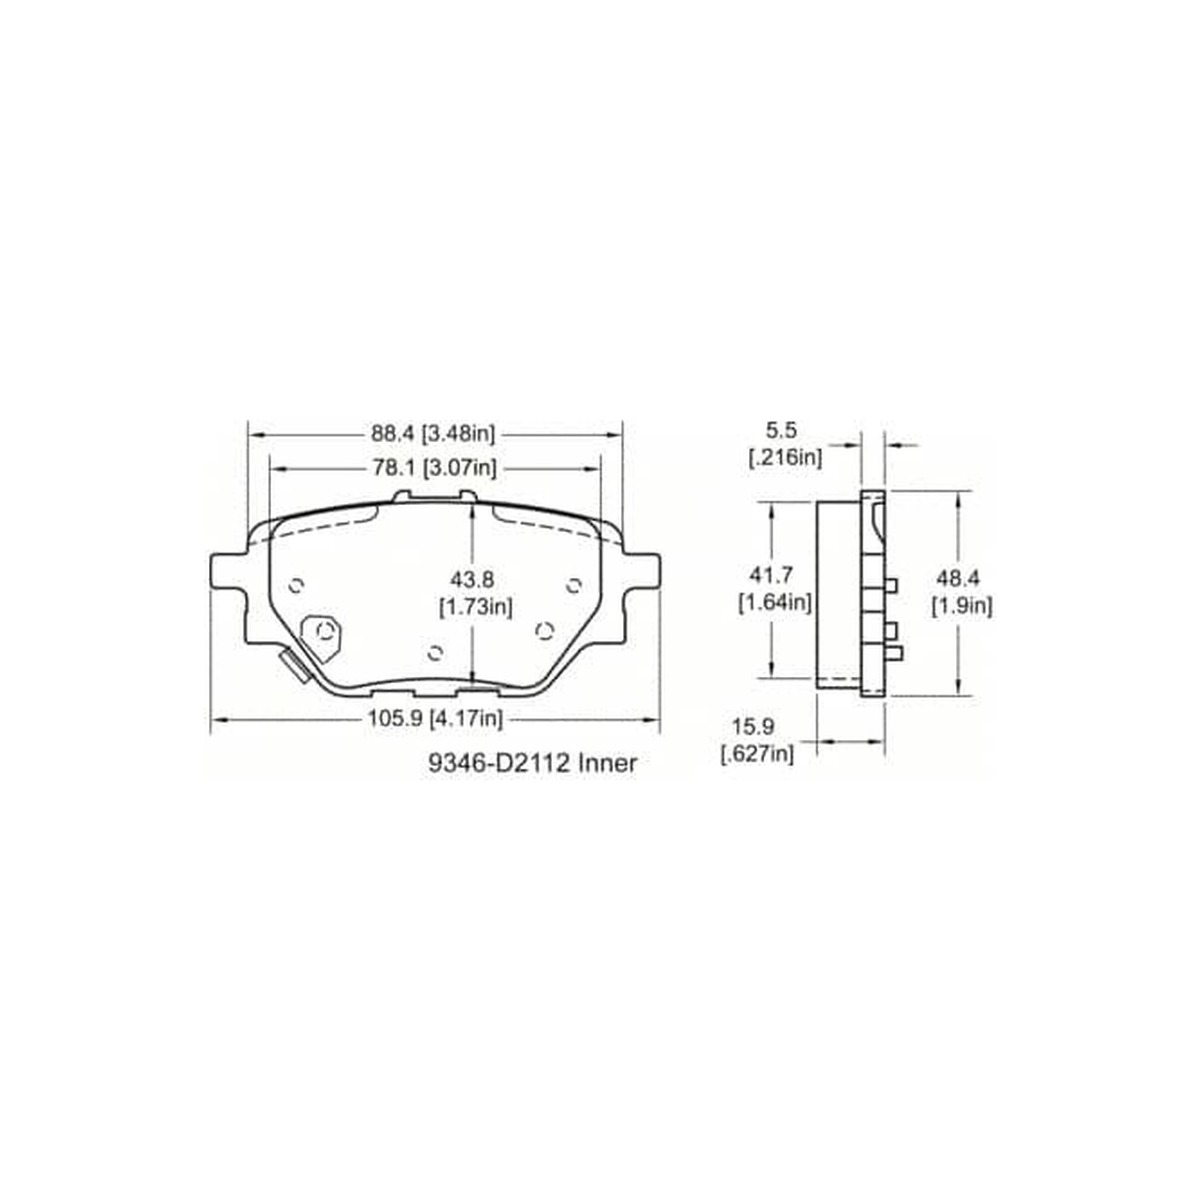 88.4 [3.48in]
78.1 [3.07in]
43.8
[1.73in]
105.9 [4.17in]
9346-D2112 Inner
5.5
[.216in]
41.7
[1.64in]
48.4
[1.9in]
15.9
[.627in]